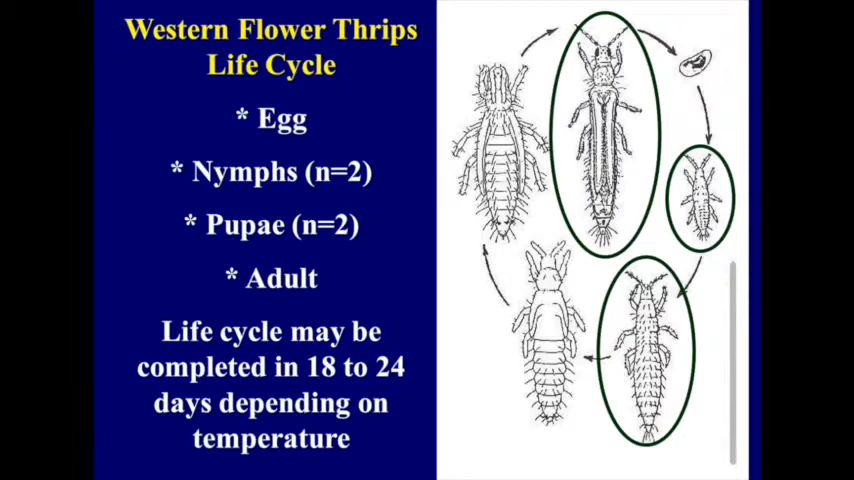 Western Flower Thrips
Life Cycle
* Egg
* Nymphs (n=2)
* Pupae (n=2)
* Adult
Life cycle may be
completed in 18 to 24
days depending on
temperature